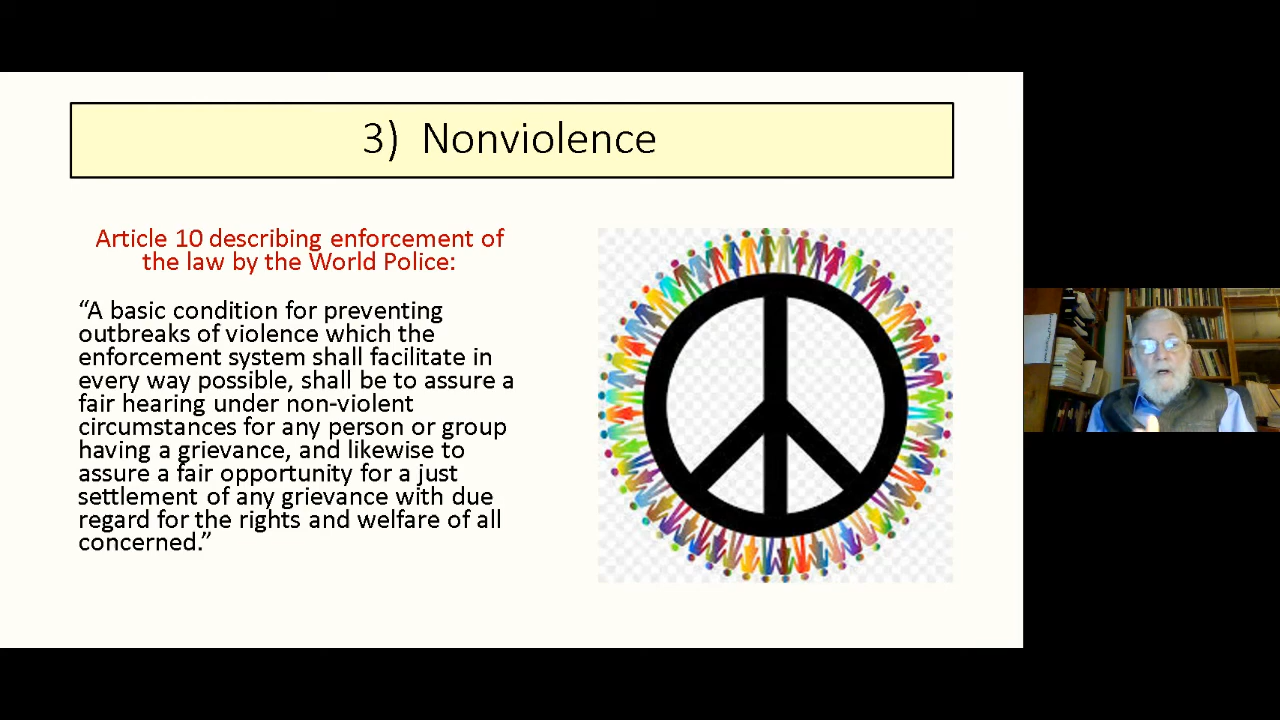 3) Nonviolence
Article 10 describing enforcement of
the law by the World Police:
“A basic condition for preventing
outbreaks of violence which the
enforcement system shall facilitate in
every way possible, shall be to assure a
fair hearing under non-violent
circumstances for any person or group
having a grievance, and likewise to
assure a fair opportunity for a just
settlement of any grievance with due
regard for the rights and welfare of all
concerned.”